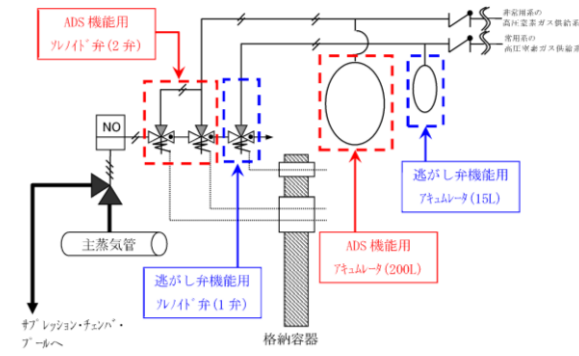 ADS 機能用
ソレノイド弁(2 弁)
非常用系の
高圧窒素ガス供給系
常用系の
高圧窒素ガス供給系
NO
逃がし弁機能用
アキュムレータ(15L)
主蒸気管
ADS 機能用
アキュムレータ(200L)
逃がし弁機能用
ソレノイド弁(1 弁)
サプレッション・チェンバ・
プールへ
格納容器